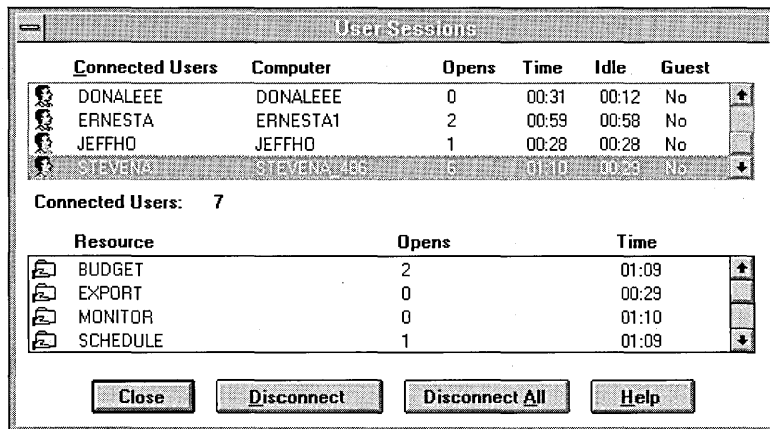 User Sessions
Connected Users Computer Opens Time Idle Guest
DONALEEE DONALEEE 0 00:31 00:12 No
ERNESTA ERNESTA1 2 00:59 00:58 No
JEFFHO JEFFHO 1 00:28 00:28 No
STEVENA STEVENA_486 01:10 No
Connected Users: 7
Resource Opens Time
BUDGET 2 01:09
EXPORT 0 00:29
MONITOR 0 01:10
SCHEDULE 1 01:09
Close Disconnect Disconnect All Help